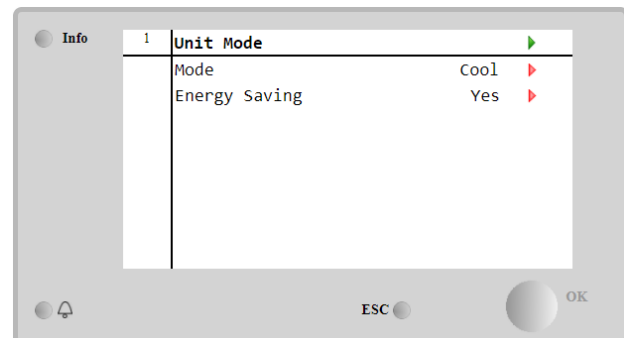 Info
1 Unit Mode
Mode Cool
Energy Saving Yes
ESC
OK